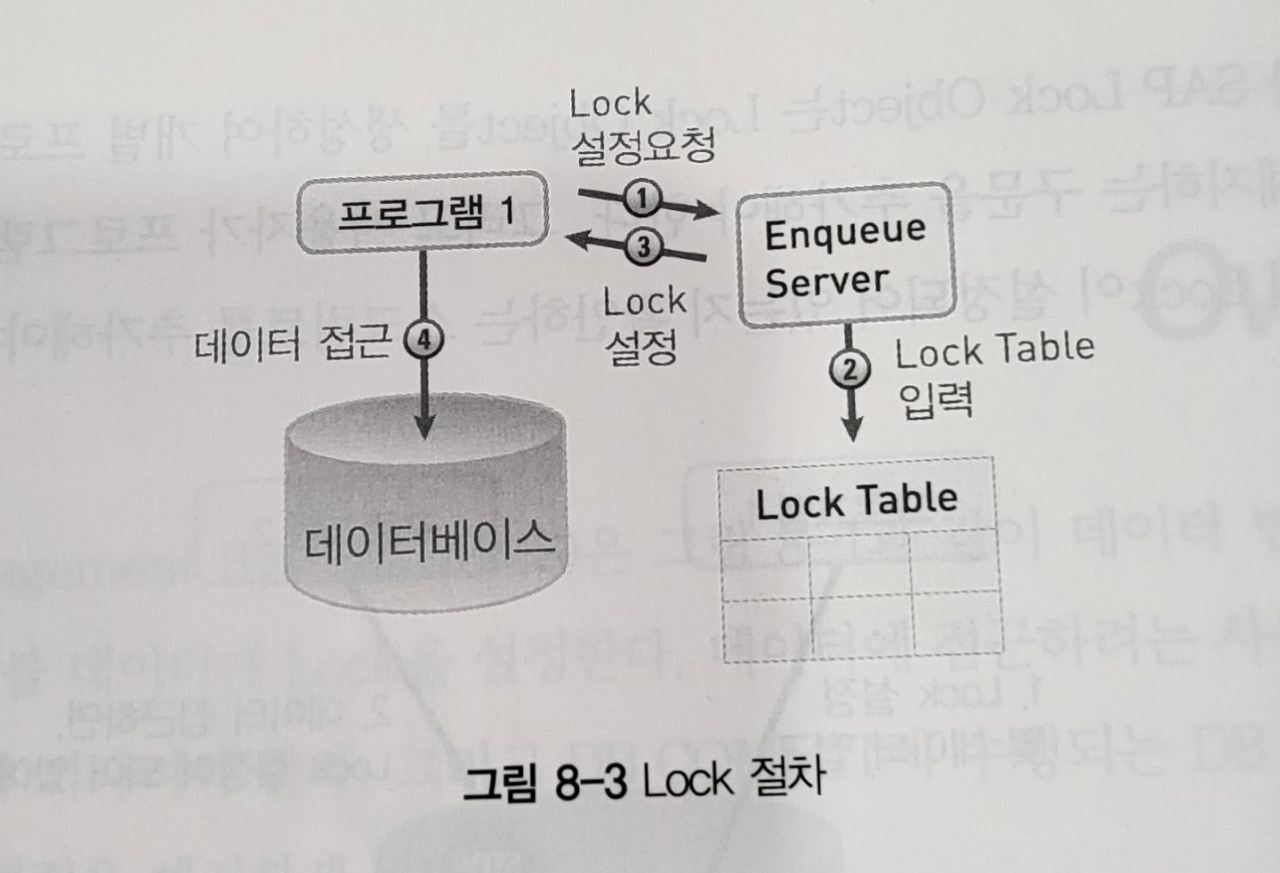 Lock
설정요청
①
프로그램 1
Enqueue
Server
③
Lock
설정
데이터 접근 ④
② Lock Table
입력
데이터베이스
Lock Table
그림 8-3 Lock 절차